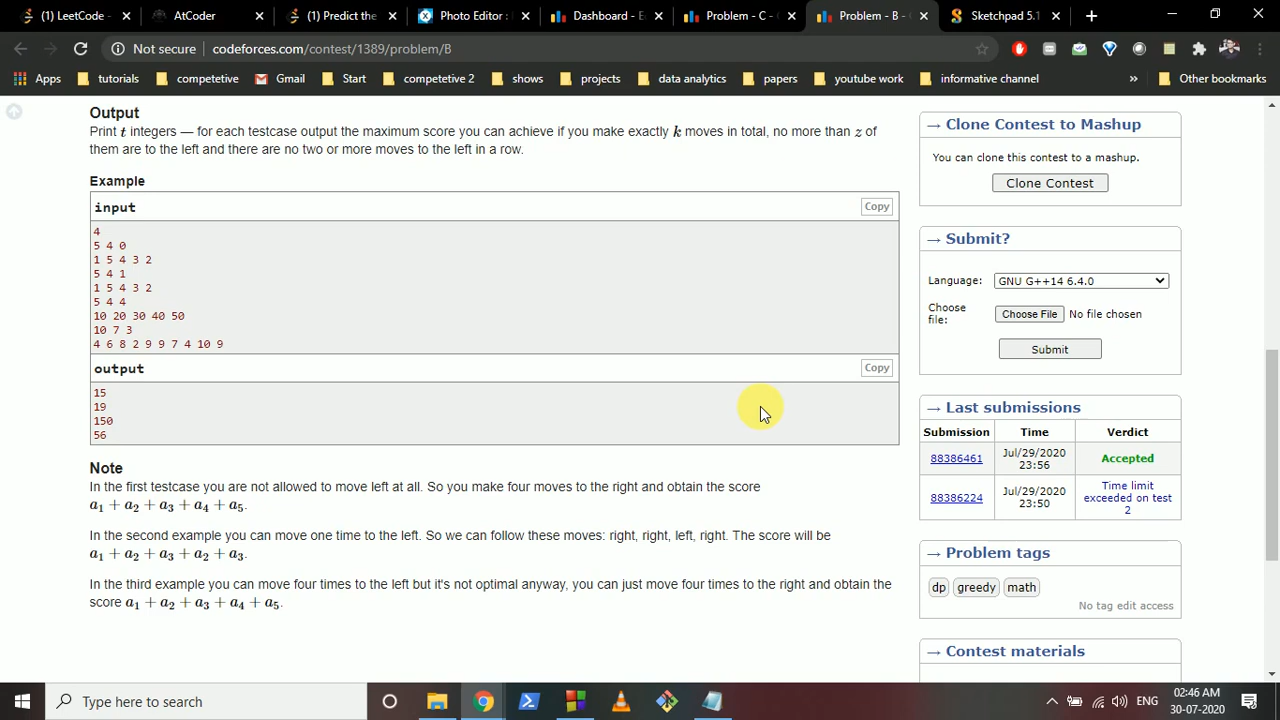 (1) LeetCode -
AtCoder
(1) Predict the
Photo Editor :
Dashboard - E
Problem - C -
Problem - B -
Sketchpad 5.1
Not secure
codeforces.com/contest/1389/problem/B
Apps
tutorials
competetive
Gmail
Start
competetive 2
shows
projects
data analytics
papers
youtube work
informative channel
»
Other bookmarks
Output
Print t integers — for each testcase output the maximum score you can achieve if you make exactly k moves in total, no more than z of
them are to the left and there are no two or more moves to the left in a row.
Example
input
Copy
4
5 4 0
1 5 4 3 2
5 4 1
1 5 4 3 2
5 4 4
10 20 30 40 50
10 7 3
4 6 8 2 9 9 7 4 10 9
output
Copy
15
19
150
56
Note
In the first testcase you are not allowed to move left at all. So you make four moves to the right and obtain the score
a₁ + a₂ + a₃ + a₄ + a₅.
In the second example you can move one time to the left. So we can follow these moves: right, right, left, right. The score will be
a₁ + a₂ + a₃ + a₂ + a₃.
In the third example you can move four times to the left but it's not optimal anyway, you can just move four times to the right and obtain the
score a₁ + a₂ + a₃ + a₄ + a₅.
→ Clone Contest to Mashup
You can clone this contest to a mashup.
Clone Contest
→ Submit?
Language:
GNU G++14 6.4.0
Choose
file:
Choose File
No file chosen
Submit
→ Last submissions
Submission
Time
Verdict
88386461
Jul/29/2020
23:56
Accepted
88386224
Jul/29/2020
23:50
Time limit
exceeded on test
2
→ Problem tags
dp
greedy
math
No tag edit access
→ Contest materials
Type here to search
ENG
02:46 AM
30-07-2020